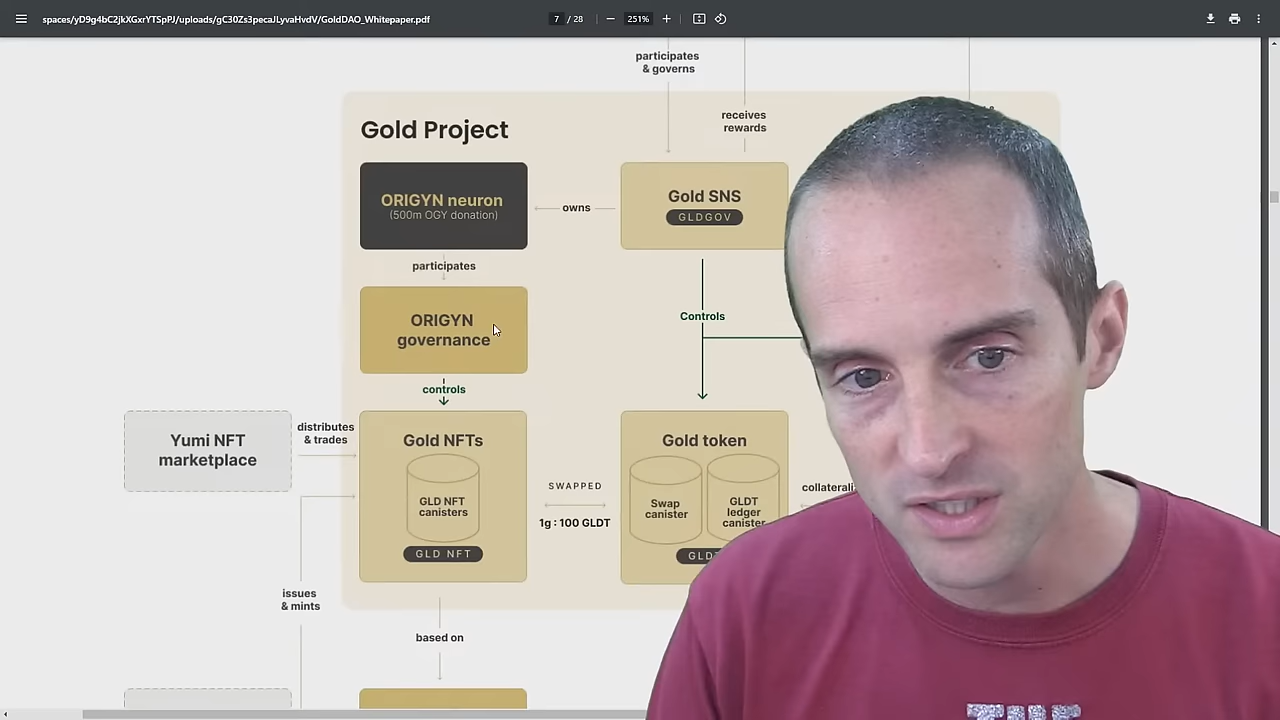 spaces/yD9g4bC2jkXGxrYTSpPJ/uploads/gC30Zs3pecaJLyvaHvdV/GoldDAO_Whitepaper.pdf
7 / 28
251%
participates
& governs
receives
rewards
Gold Project
ORIGYN neuron
(500m OGY donation)
owns
Gold SNS
GLDGOV
participates
ORIGYN
governance
Controls
controls
Yumi NFT
marketplace
distributes
& trades
Gold NFTs
GLD NFT
canisters
GLD NFT
SWAPPED
1g : 100 GLDT
Gold token
Swap
canister
GLDT
ledger
canister
issues
& mints
based on